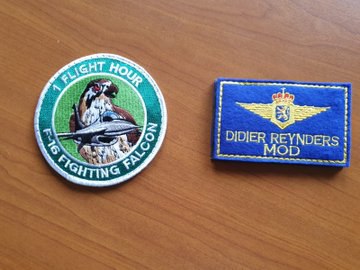 1 FLIGHT HOUR
F-16 FIGHTING FALCON
DIDIER REYNDERS
MOD